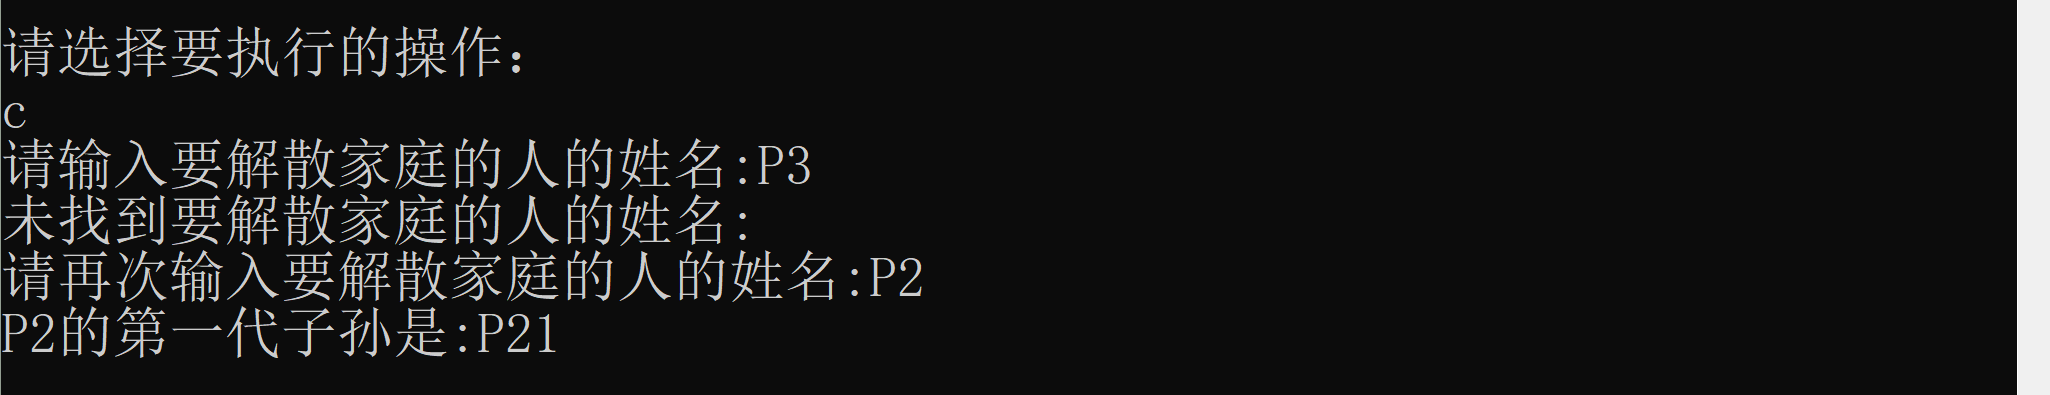 请选择要执行的操作：
c
请输入要解散家庭的人的姓名:P3
未找到要解散家庭的人的姓名:
请再次输入要解散家庭的人的姓名:P2
P2的第一代子孙是:P21